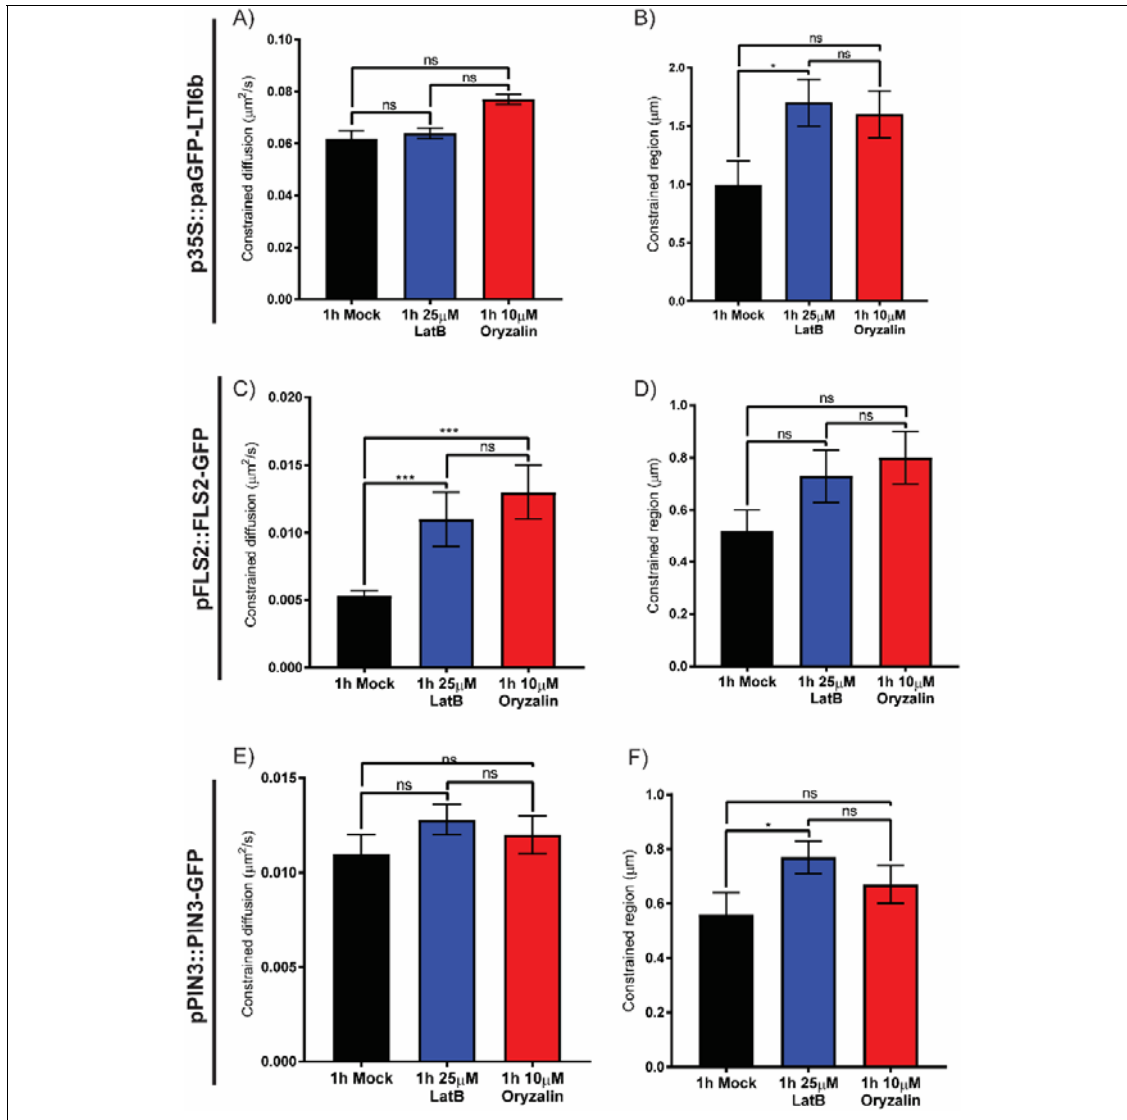 p35S::paGFP-LTI6b
A)
Constrained diffusion (μm²/s)
0.10
0.08
0.06
0.04
0.02
0.00
ns
ns
ns
1h Mock
1h 25μM
LatB
1h 10μM
Oryzalin
B)
Constrained region (μm)
2.0
1.5
1.0
0.5
0.0
ns
ns
*
1h Mock
1h 25μM
LatB
1h 10μM
Oryzalin
pFLS2::FLS2-GFP
C)
Constrained diffusion (μm²/s)
0.020
0.015
0.010
0.005
0.000
***
ns
***
1h Mock
1h 25μM
LatB
1h 10μM
Oryzalin
D)
Constrained region (μm)
1.0
0.8
0.6
0.4
0.2
0.0
ns
ns
ns
1h Mock
1h 25μM
LatB
1h 10μM
Oryzalin
pPIN3::PIN3-GFP
E)
Constrained diffusion (μm²/s)
0.015
0.010
0.005
0.000
ns
ns
ns
1h Mock
1h 25μM
LatB
1h 10μM
Oryzalin
F)
Constrained region (μm)
1.0
0.8
0.6
0.4
0.2
0.0
ns
ns
*
1h Mock
1h 25μM
LatB
1h 10μM
Oryzalin